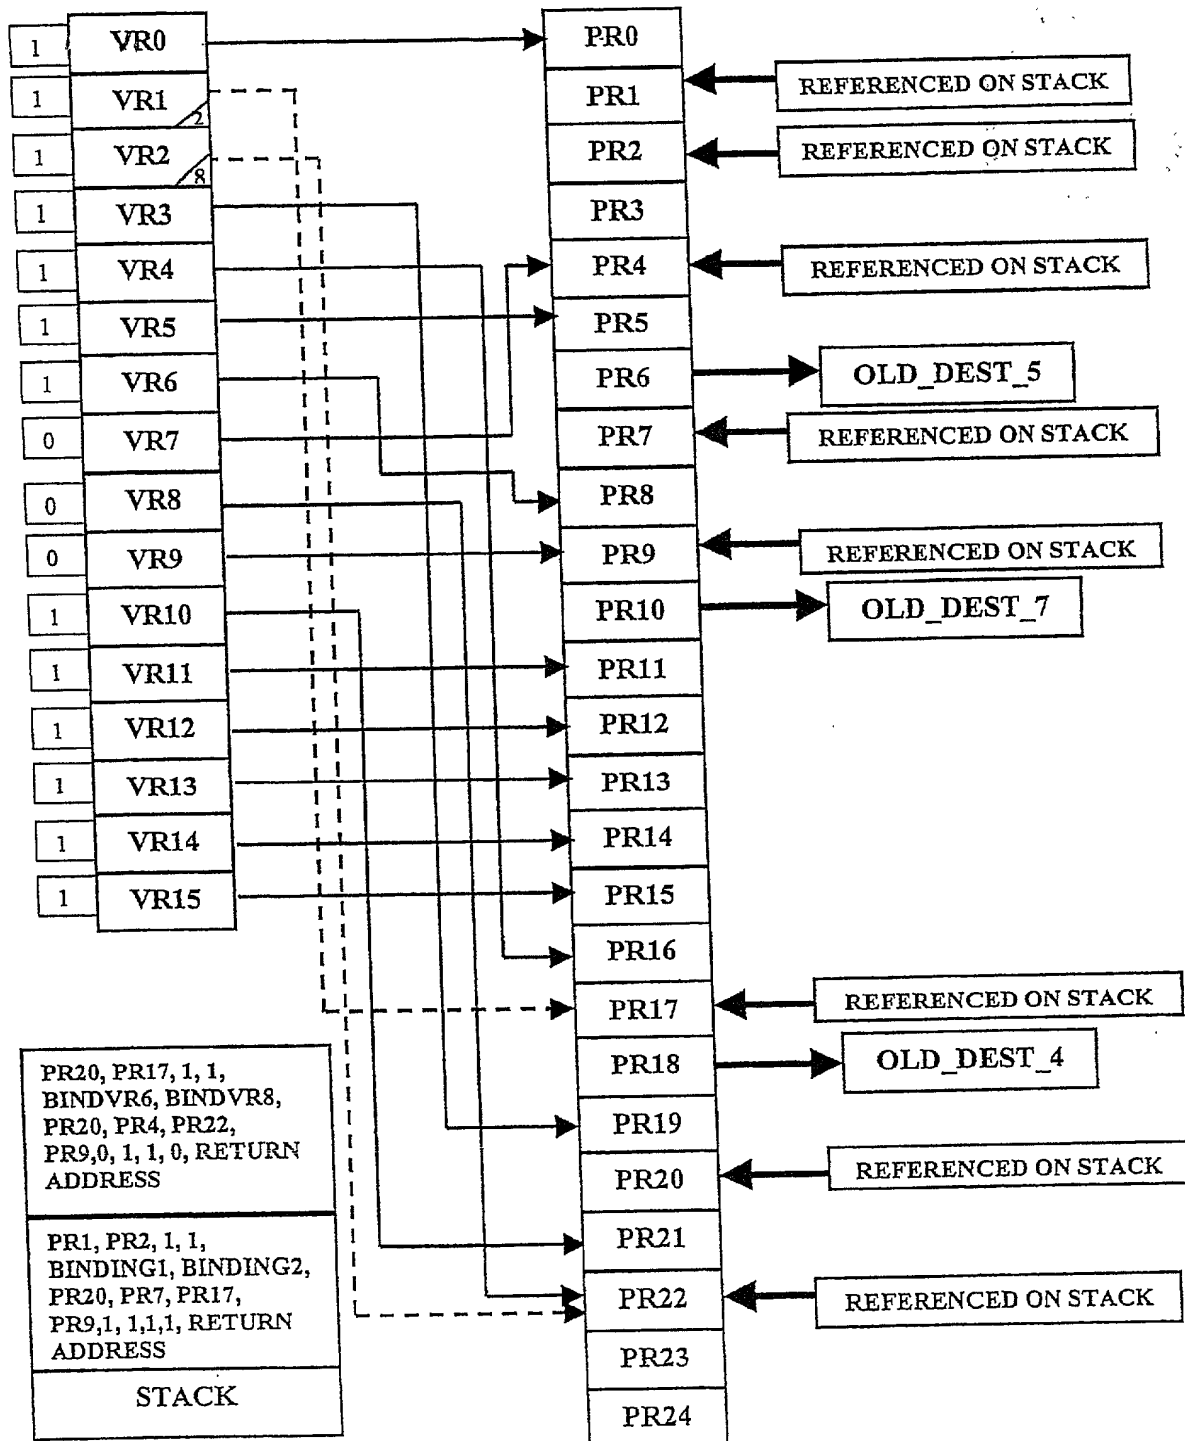 1 VR0 PR0
1 VR1 2 PR1 REFERENCED ON STACK
1 VR2 8 PR2 REFERENCED ON STACK
1 VR3 PR3
1 VR4 PR4 REFERENCED ON STACK
1 VR5 PR5
1 VR6 PR6 OLD_DEST_5
0 VR7 PR7 REFERENCED ON STACK
0 VR8 PR8
0 VR9 PR9 REFERENCED ON STACK
1 VR10 PR10 OLD_DEST_7
1 VR11 PR11
1 VR12 PR12
1 VR13 PR13
1 VR14 PR14
1 VR15 PR15
PR16
PR17 REFERENCED ON STACK
PR18 OLD_DEST_4
PR19
PR20 REFERENCED ON STACK
PR21
PR22 REFERENCED ON STACK
PR23
PR24
PR20, PR17, 1, 1,
BINDVR6, BINDVR8,
PR20, PR4, PR22,
PR9,0, 1, 1, 0, RETURN
ADDRESS
PR1, PR2, 1, 1,
BINDING1, BINDING2,
PR20, PR7, PR17,
PR9,1, 1,1,1, RETURN
ADDRESS
STACK